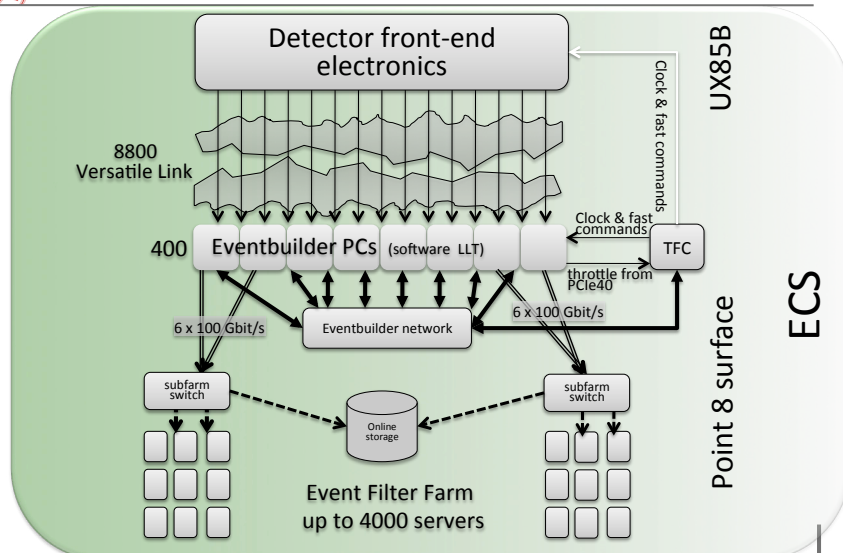 Detector front-end
electronics
UX85B
Clock & fast commands
8800
Versatile Link
Clock & fast
commands
400
Eventbuilder PCs (software LLT)
TFC
throttle from
PCIe40
6 x 100 Gbit/s
Eventbuilder network
6 x 100 Gbit/s
ECS
Point 8 surface
subfarm
switch
subfarm
switch
Online
storage
Event Filter Farm
up to 4000 servers